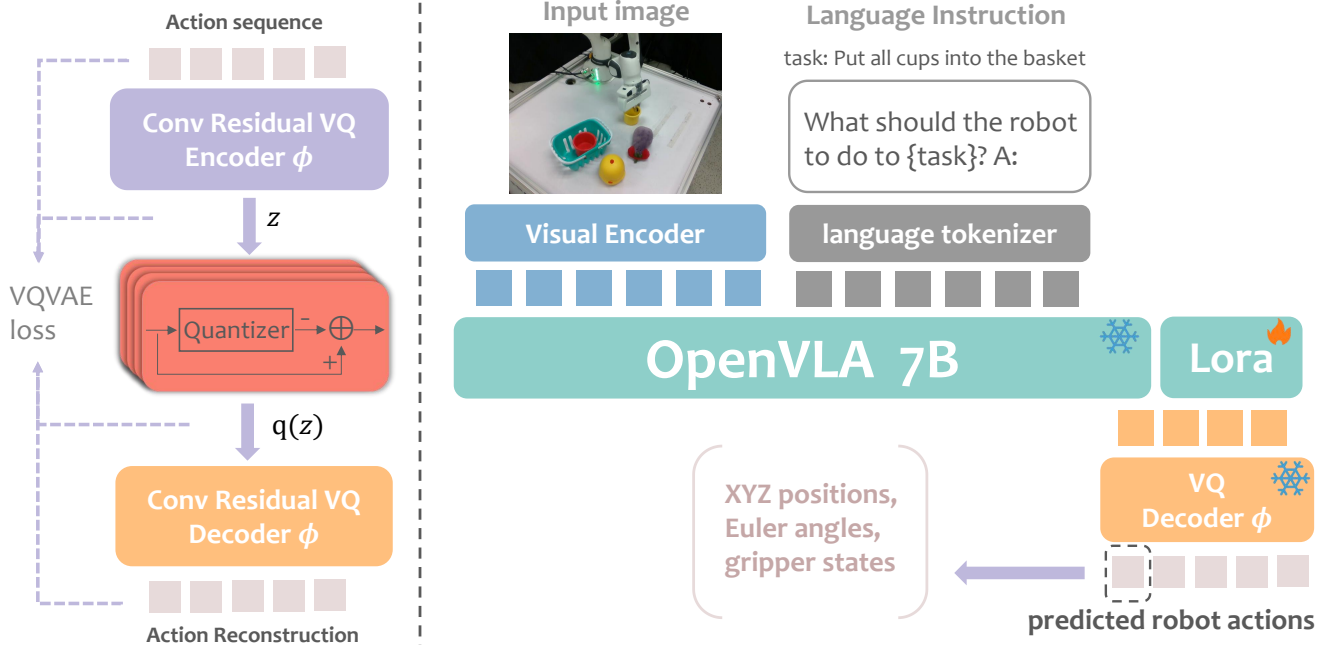 Action sequence
Conv Residual VQ
Encoder ϕ
z
VQVAE
loss
Quantizer
-
+
q(z)
Conv Residual VQ
Decoder ϕ
Action Reconstruction
Input image
Language Instruction
task: Put all cups into the basket
What should the robot
to do to {task}? A:
Visual Encoder
language tokenizer
OpenVLA 7B
Lora
VQ
Decoder ϕ
XYZ positions,
Euler angles,
gripper states
predicted robot actions